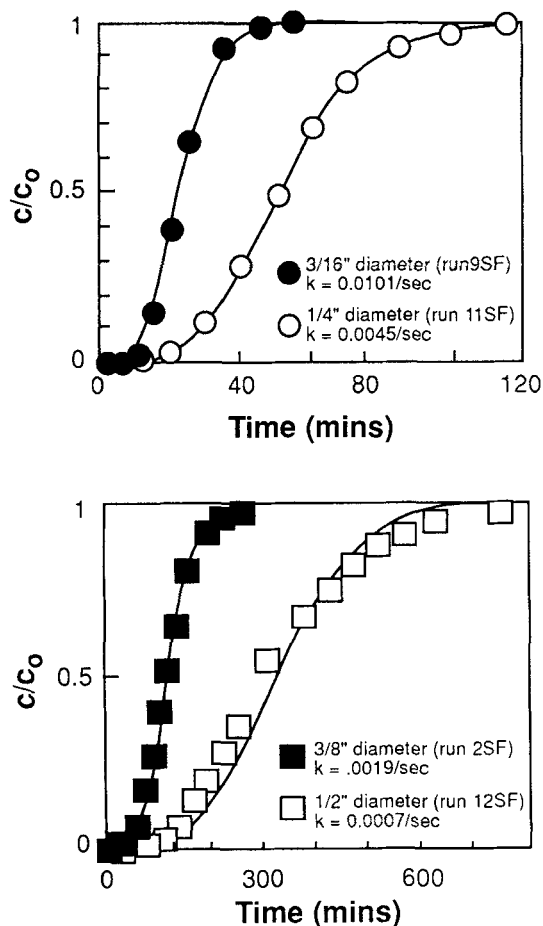 1
0.5
0
c/c₀
3/16" diameter (run9SF)
k = 0.0101/sec
1/4" diameter (run 11SF)
k = 0.0045/sec
0 40 80 120
Time (mins)
1
0.5
0
c/c₀
3/8" diameter (run 2SF)
k = .0019/sec
1/2" diameter (run 12SF)
k = 0.0007/sec
0 300 600
Time (mins)